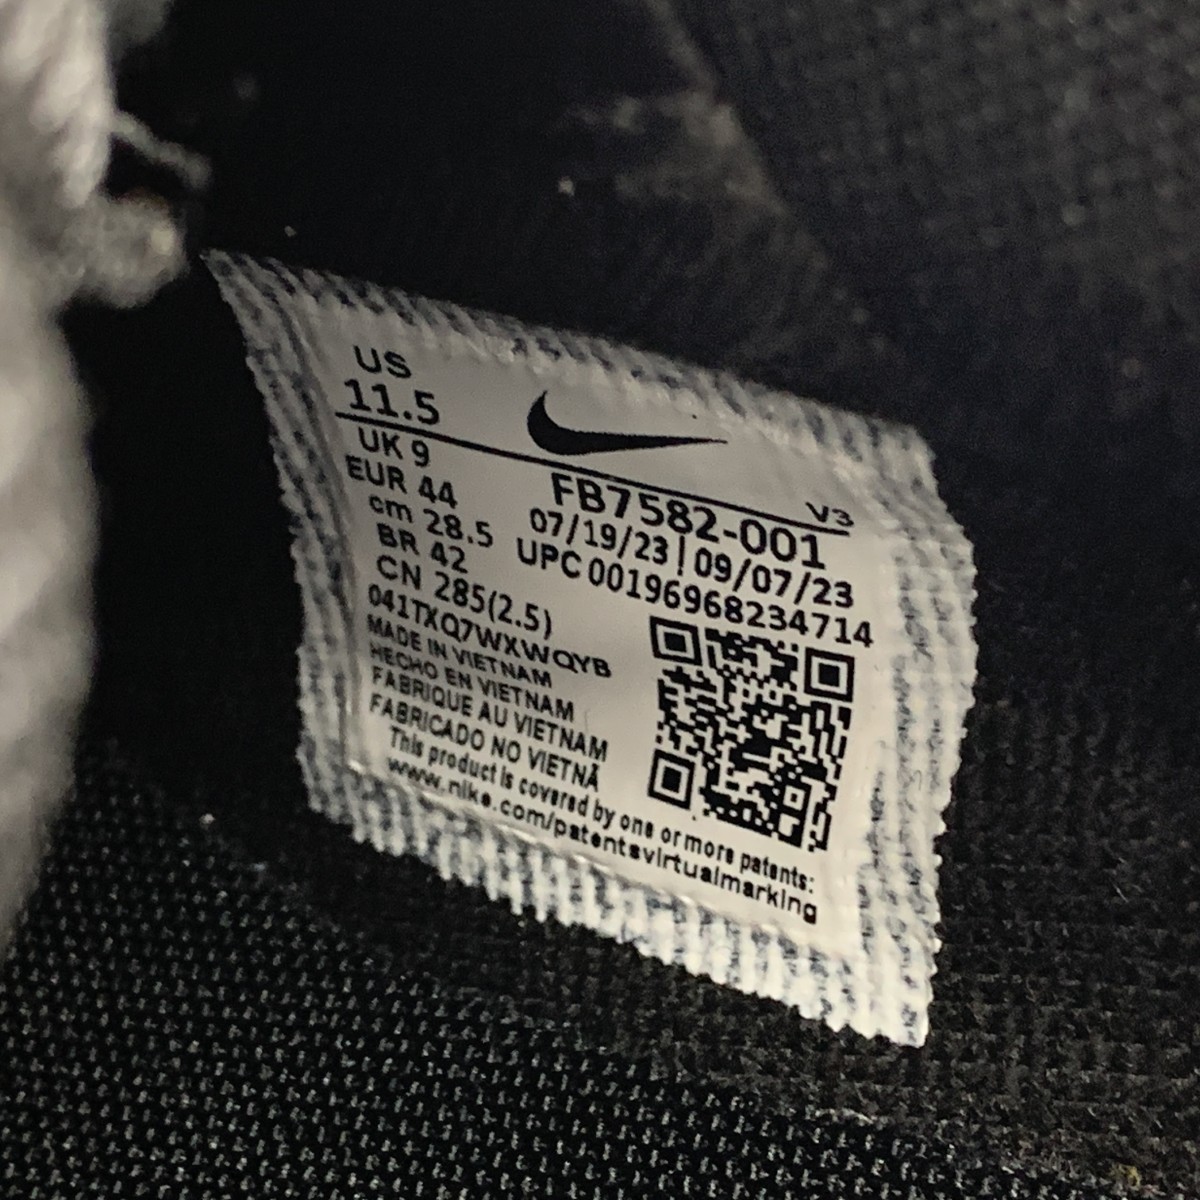 US
11.5
UK 9
EUR 44
cm 28.5
BR 42
CN 285(2.5)
041TXQ7WXWQYB
MADE IN VIETNAM
HECHO EN VIETNAM
FABRIQUE AU VIETNAM
FABRICADO NO VIETNÃ
This product is covered by one or more patents:
www.nike.com/patentsvirtualmarking
V3
FB7582-001
07/19/23 | 09/07/23
UPC 00196968234714